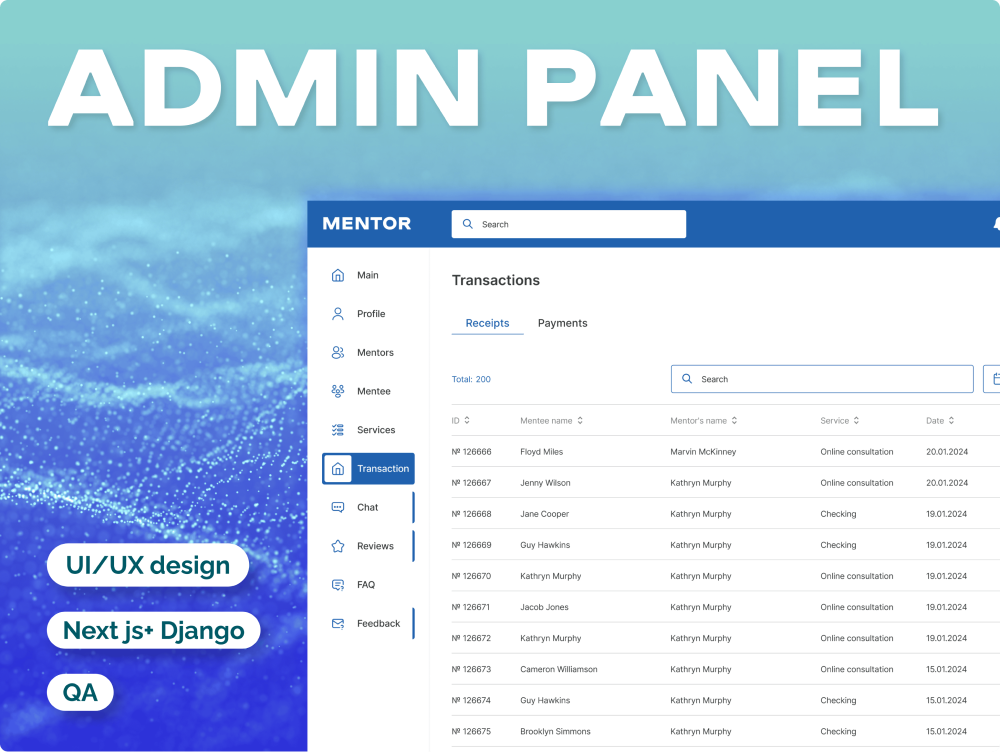 ADMIN PANEL
MENTOR
Search
Main
Profile
Mentors
Mentee
Services
Transaction
Chat
Reviews
FAQ
Feedback
Transactions
Receipts Payments
Total: 200
Search
ID Mentee name Mentor's name Service Date
№ 126666 Floyd Miles Marvin McKinney Online consultation 20.01.2024
№ 126667 Jenny Wilson Kathryn Murphy Online consultation 20.01.2024
№ 126668 Jane Cooper Kathryn Murphy Checking 19.01.2024
№ 126669 Guy Hawkins Kathryn Murphy Checking 19.01.2024
№ 126670 Kathryn Murphy Kathryn Murphy Online consultation 19.01.2024
№ 126671 Jacob Jones Kathryn Murphy Online consultation 19.01.2024
№ 126672 Kathryn Murphy Kathryn Murphy Online consultation 19.01.2024
№ 126673 Cameron Williamson Kathryn Murphy Online consultation 15.01.2024
№ 126674 Guy Hawkins Kathryn Murphy Checking 15.01.2024
№ 126675 Brooklyn Simmons Kathryn Murphy Checking 15.01.2024
UI/UX design
Next js+ Django
QA